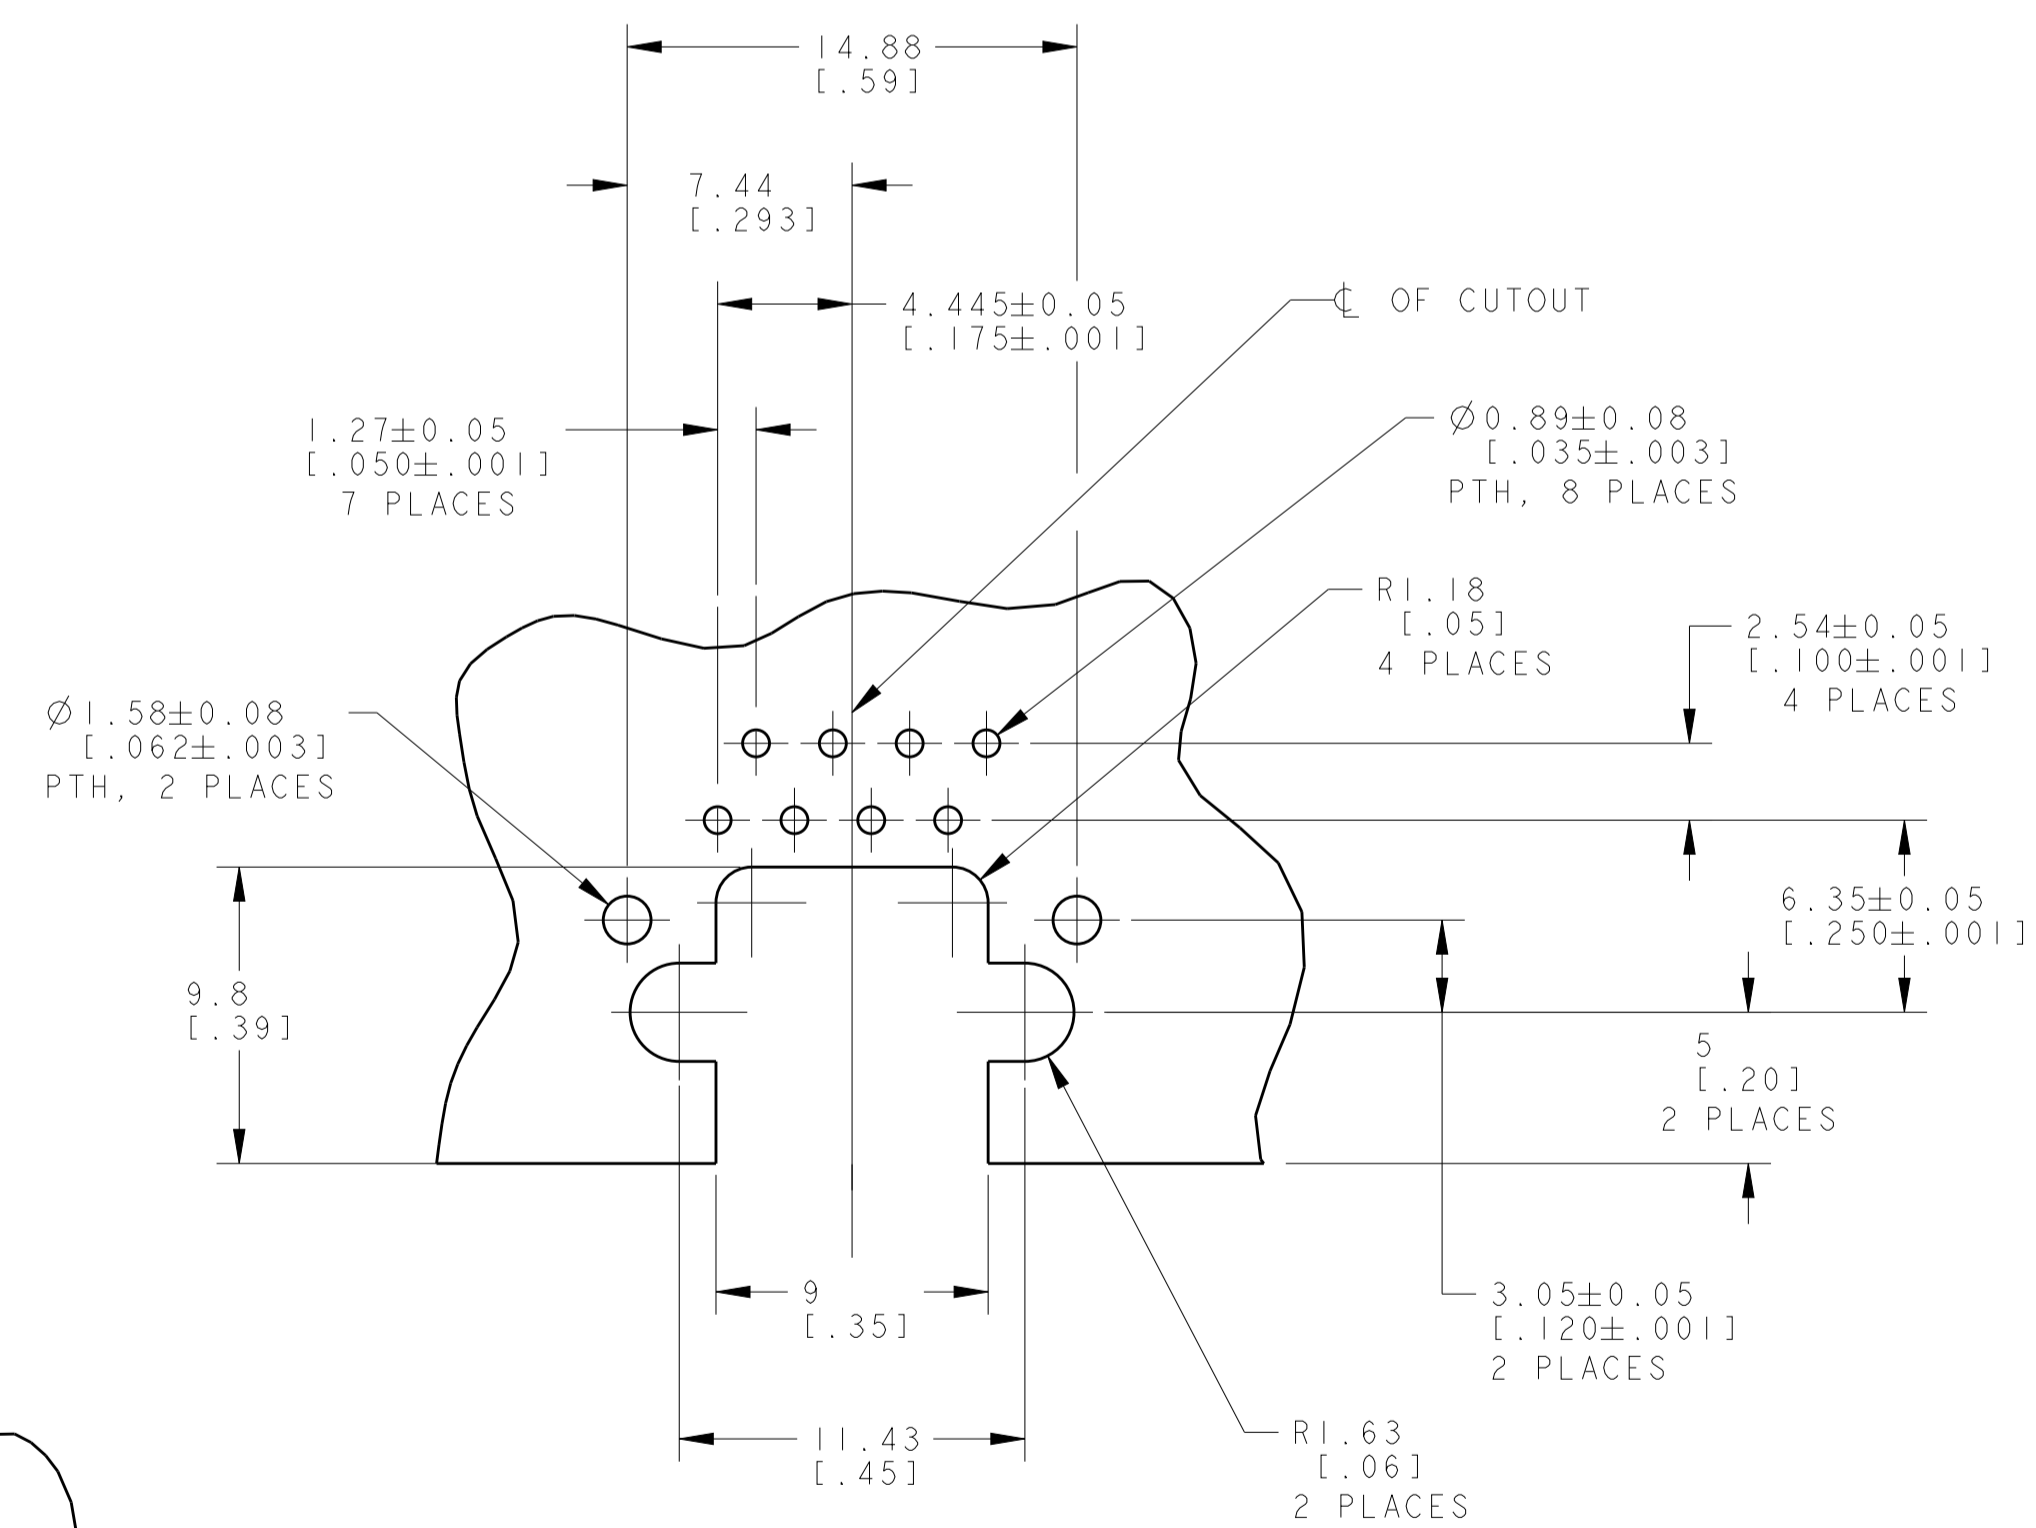 14.88
[.59]
7.44
[.293]
4.445±0.05
[.175±.001]
℄ OF CUTOUT
1.27±0.05
[.050±.001]
7 PLACES
Ø0.89±0.08
[.035±.003]
PTH, 8 PLACES
R1.18
[.05]
4 PLACES
2.54±0.05
[.100±.001]
4 PLACES
Ø1.58±0.08
[.062±.003]
PTH, 2 PLACES
6.35±0.05
[.250±.001]
9.8
[.39]
5
[.20]
2 PLACES
9
[.35]
3.05±0.05
[.120±.001]
2 PLACES
11.43
[.45]
R1.63
[.06]
2 PLACES